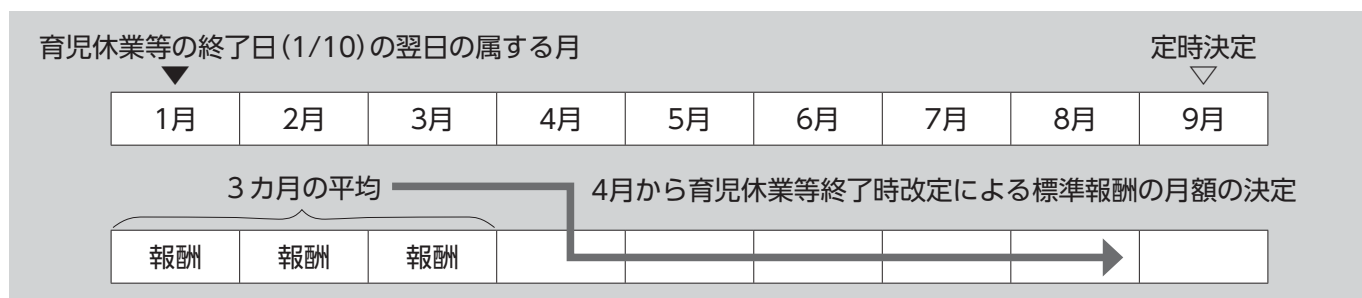 育児休業等の終了日(1/10)の翌日の属する月 定時決定
▼ ▽
1月 2月 3月 4月 5月 6月 7月 8月 9月
3カ月の平均 4月から育児休業等終了時改定による標準報酬の月額の決定
報酬 報酬 報酬